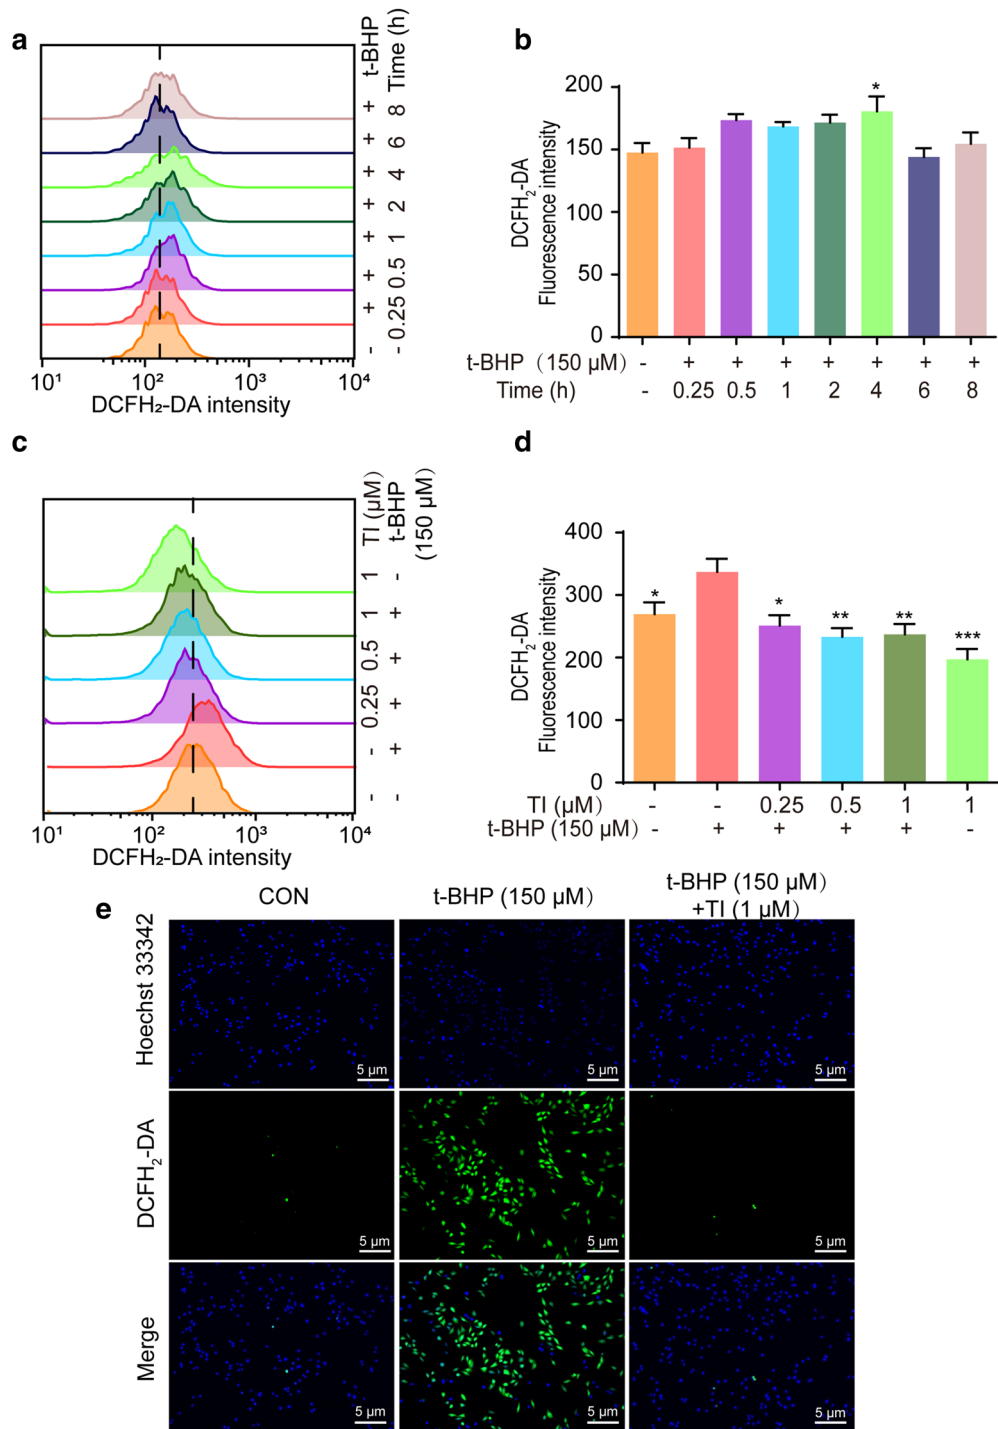 a
t-BHP
Time (h)
+ 8
+ 6
+ 4
+ 2
+ 1
+ 0.5
+ 0.25
- -
10¹ 10² 10³ 10⁴
DCFH₂-DA intensity
b
DCFH₂-DA
Fluorescence intensity
200
150
100
50
0
*
t-BHP (150 μM) - + + + + + + +
Time (h) - 0.25 0.5 1 2 4 6 8
c
TI (μM)
t-BHP
(150 μM)
1 -
1 +
0.5 +
0.25 +
- +
- -
10¹ 10² 10³ 10⁴
DCFH₂-DA intensity
d
DCFH₂-DA
Fluorescence intensity
400
300
200
100
0
* * ** ** ***
TI (μM) - - 0.25 0.5 1 1
t-BHP (150 μM) - + + + + -
e
CON
t-BHP (150 μM)
t-BHP (150 μM)
+TI (1 μM)
Hoechst 33342
5 μm 5 μm 5 μm
DCFH₂-DA
5 μm 5 μm 5 μm
Merge
5 μm 5 μm 5 μm